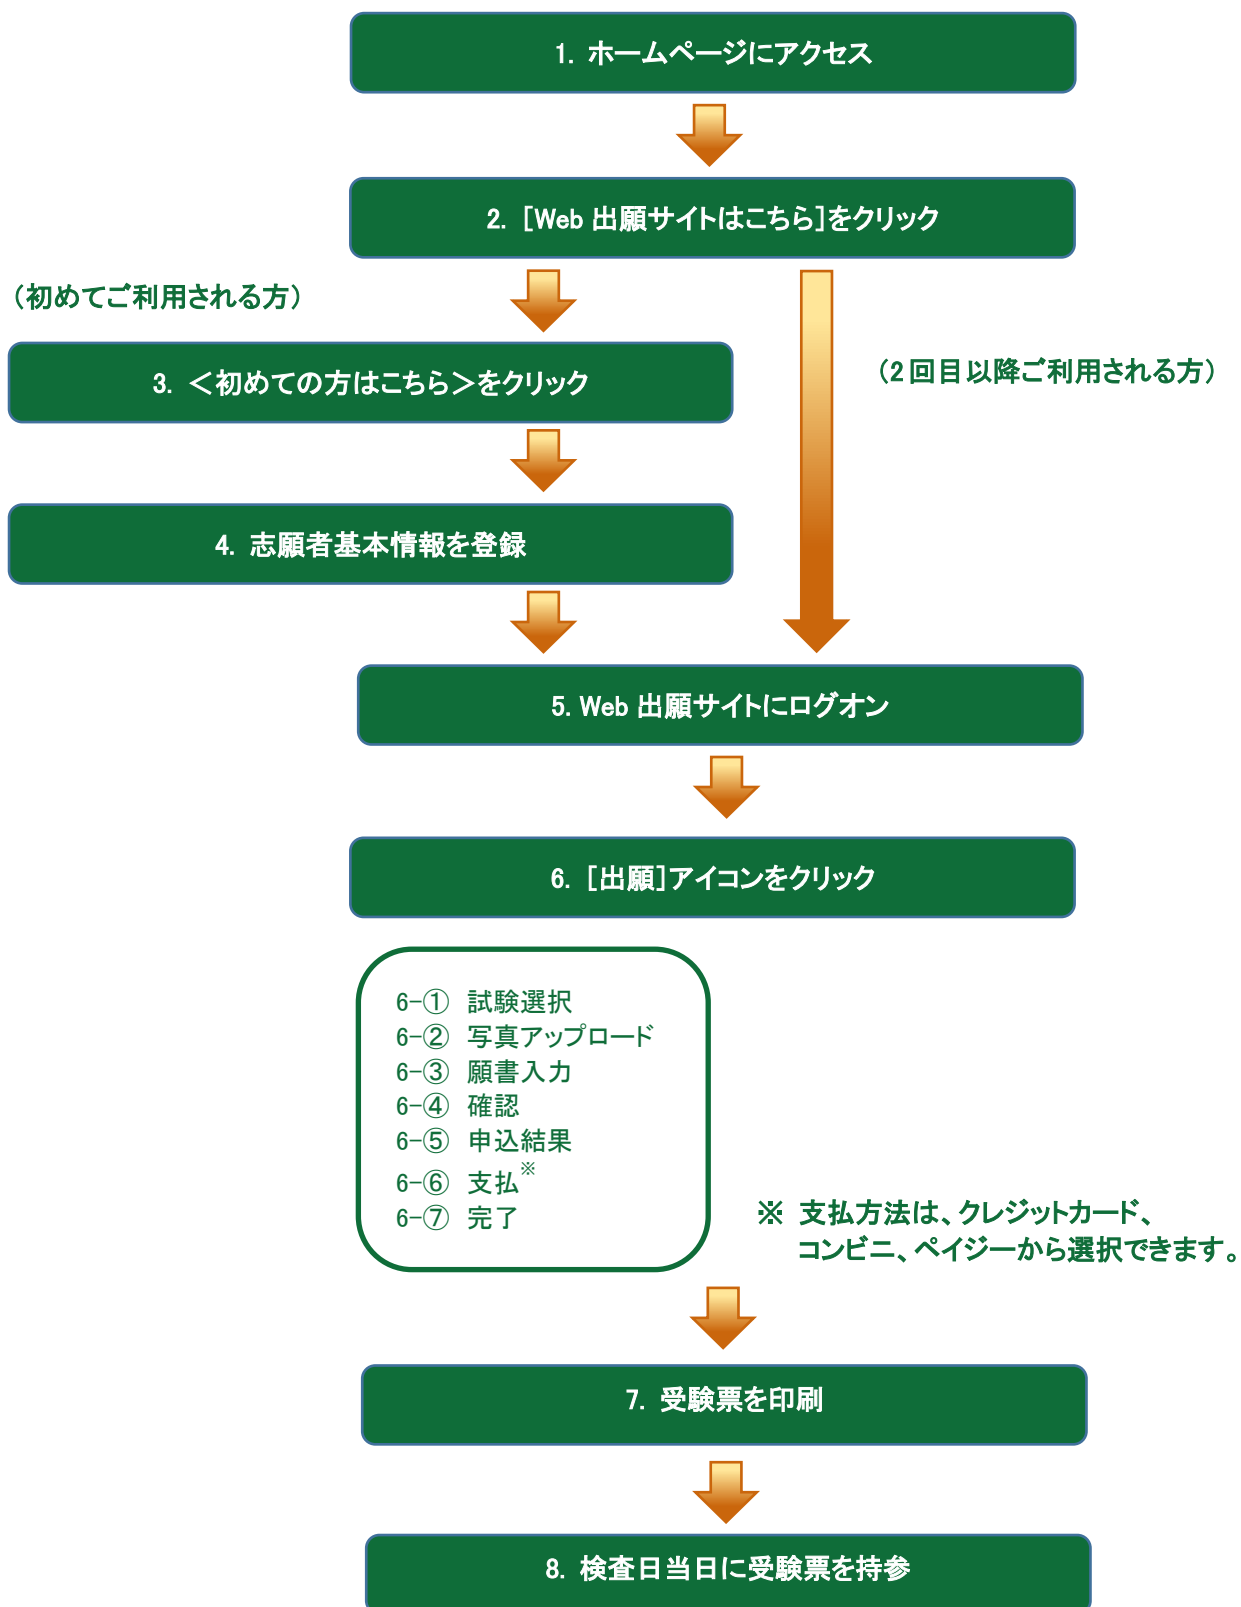 1. ホームページにアクセス
2. [Web 出願サイトはこちら]をクリック
（初めてご利用される方）
3. ＜初めての方はこちら＞をクリック
（2回目以降ご利用される方）
4. 志願者基本情報を登録
5. Web 出願サイトにログオン
6. [出願]アイコンをクリック
6-① 試験選択
6-② 写真アップロード
6-③ 願書入力
6-④ 確認
6-⑤ 申込結果
6-⑥ 支払※
6-⑦ 完了
※ 支払方法は、クレジットカード、
コンビニ、ペイジーから選択できます。
7. 受験票を印刷
8. 検査日当日に受験票を持参